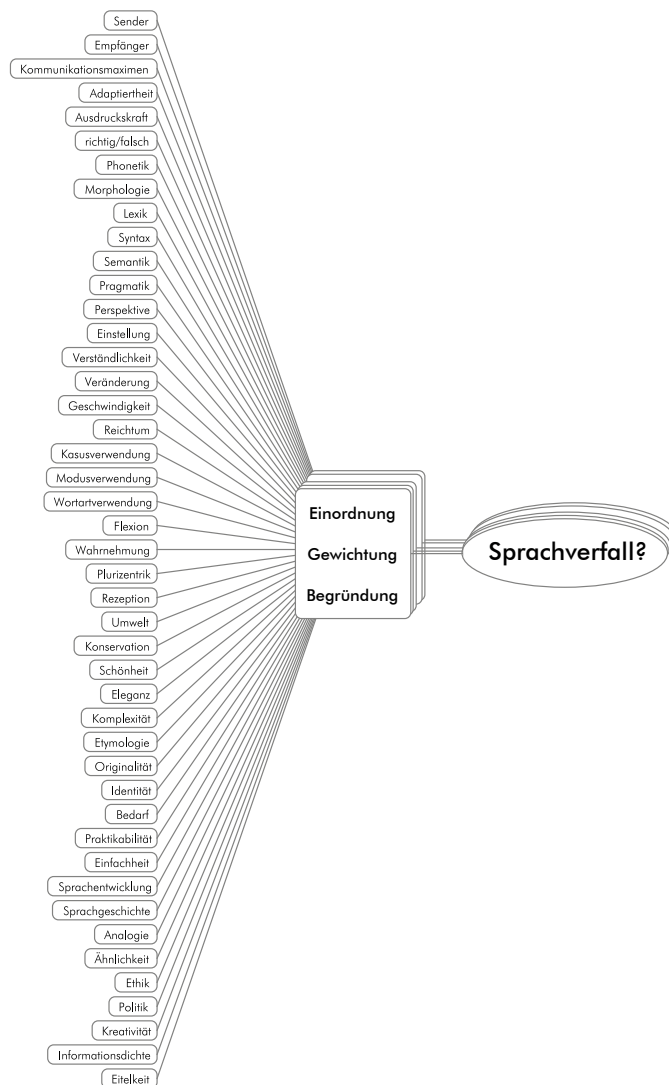 Sender
Empfänger
Kommunikationsmaximen
Adaptiertheit
Ausdruckskraft
richtig/falsch
Phonetik
Morphologie
Lexik
Syntax
Semantik
Pragmatik
Perspektive
Einstellung
Verständlichkeit
Veränderung
Geschwindigkeit
Reichtum
Kasusverwendung
Modusverwendung
Wortartverwendung
Flexion
Wahrnehmung
Plurizentrik
Rezeption
Umwelt
Konservation
Schönheit
Eleganz
Komplexität
Etymologie
Originalität
Identität
Bedarf
Praktikabilität
Einfachheit
Sprachentwicklung
Sprachgeschichte
Analogie
Ähnlichkeit
Ethik
Politik
Kreativität
Informationsdichte
Eitelkeit
Einordnung
Gewichtung
Begründung
Sprachverfall?